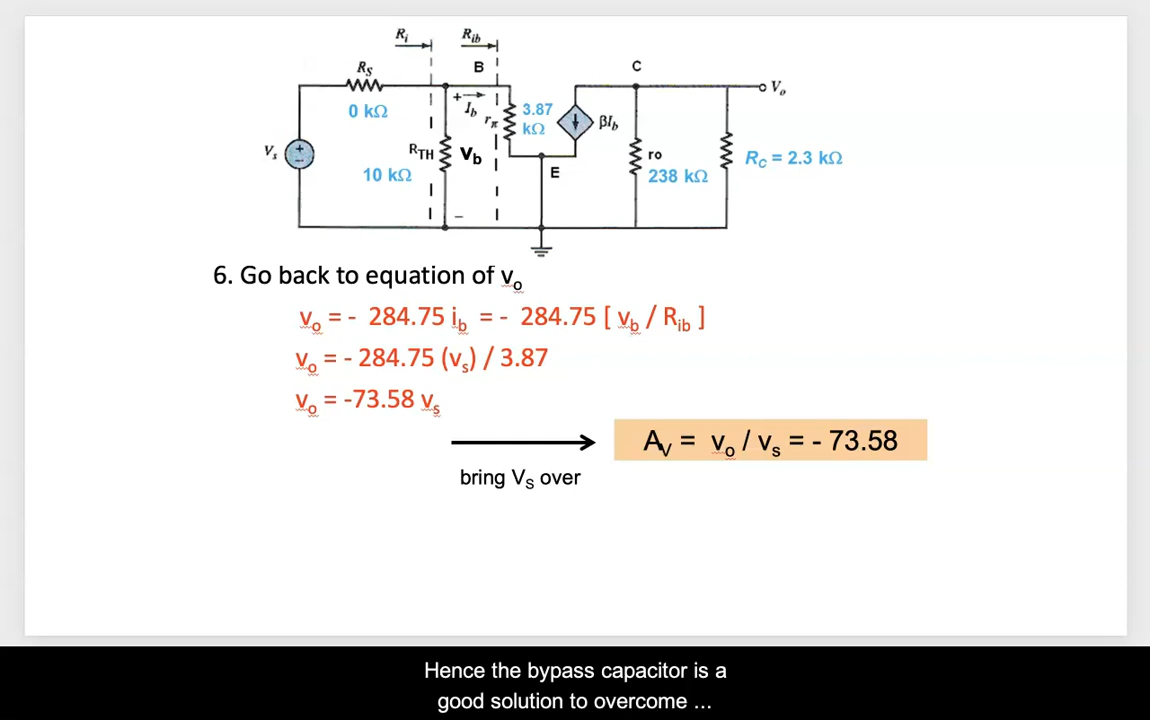 Ri Rib
RS B C
Vo
+ Ib
0 kΩ rπ 3.87 kΩ βIb
Vs + − RTH Vb ro RC = 2.3 kΩ
10 kΩ E 238 kΩ
−
6. Go back to equation of vo
vo = - 284.75 ib = - 284.75 [ vb / Rib ]
vo = - 284.75 (vs) / 3.87
vo = -73.58 vs
AV = vo / vs = - 73.58
bring VS over
Hence the bypass capacitor is a
good solution to overcome ...